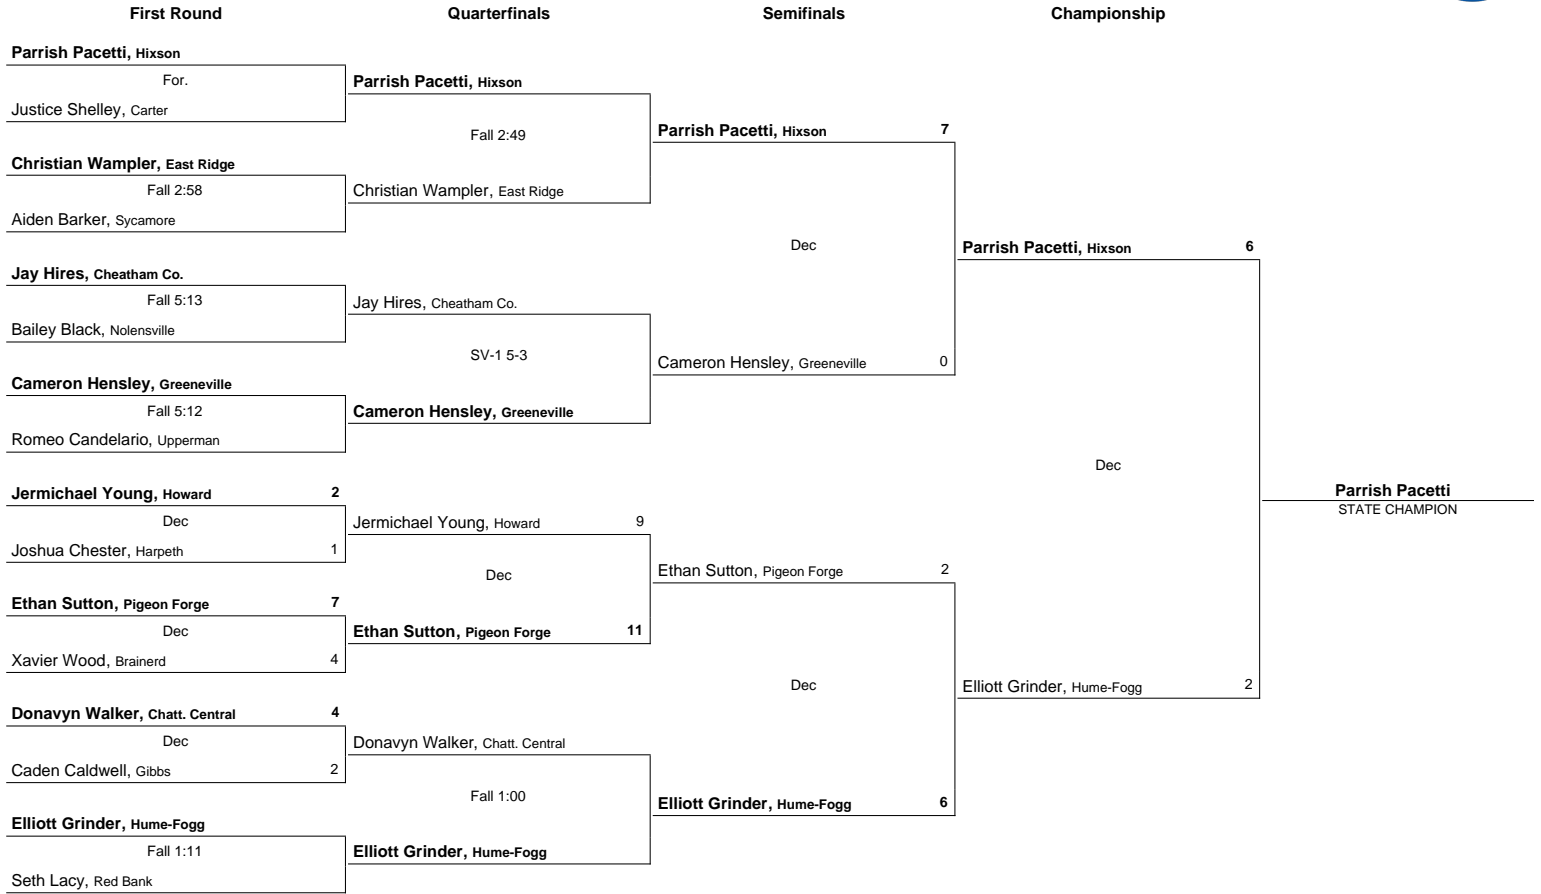 First Round Quarterfinals Semifinals Championship
Parrish Pacetti, Hixson
For.
Justice Shelley, Carter
Christian Wampler, East Ridge
Fall 2:58
Aiden Barker, Sycamore
Jay Hires, Cheatham Co.
Fall 5:13
Bailey Black, Nolensville
Cameron Hensley, Greeneville
Fall 5:12
Romeo Candelario, Upperman
Jermichael Young, Howard 2
Dec
Joshua Chester, Harpeth 1
Ethan Sutton, Pigeon Forge 7
Dec
Xavier Wood, Brainerd 4
Donavyn Walker, Chatt. Central 4
Dec
Caden Caldwell, Gibbs 2
Elliott Grinder, Hume-Fogg
Fall 1:11
Seth Lacy, Red Bank
Parrish Pacetti, Hixson
Fall 2:49
Christian Wampler, East Ridge
Jay Hires, Cheatham Co.
SV-1 5-3
Cameron Hensley, Greeneville
Jermichael Young, Howard 9
Dec
Ethan Sutton, Pigeon Forge 11
Donavyn Walker, Chatt. Central
Fall 1:00
Elliott Grinder, Hume-Fogg
Parrish Pacetti, Hixson 7
Dec
Cameron Hensley, Greeneville 0
Ethan Sutton, Pigeon Forge 2
Dec
Elliott Grinder, Hume-Fogg 6
Parrish Pacetti, Hixson 6
Dec
Elliott Grinder, Hume-Fogg 2
Parrish Pacetti
STATE CHAMPION